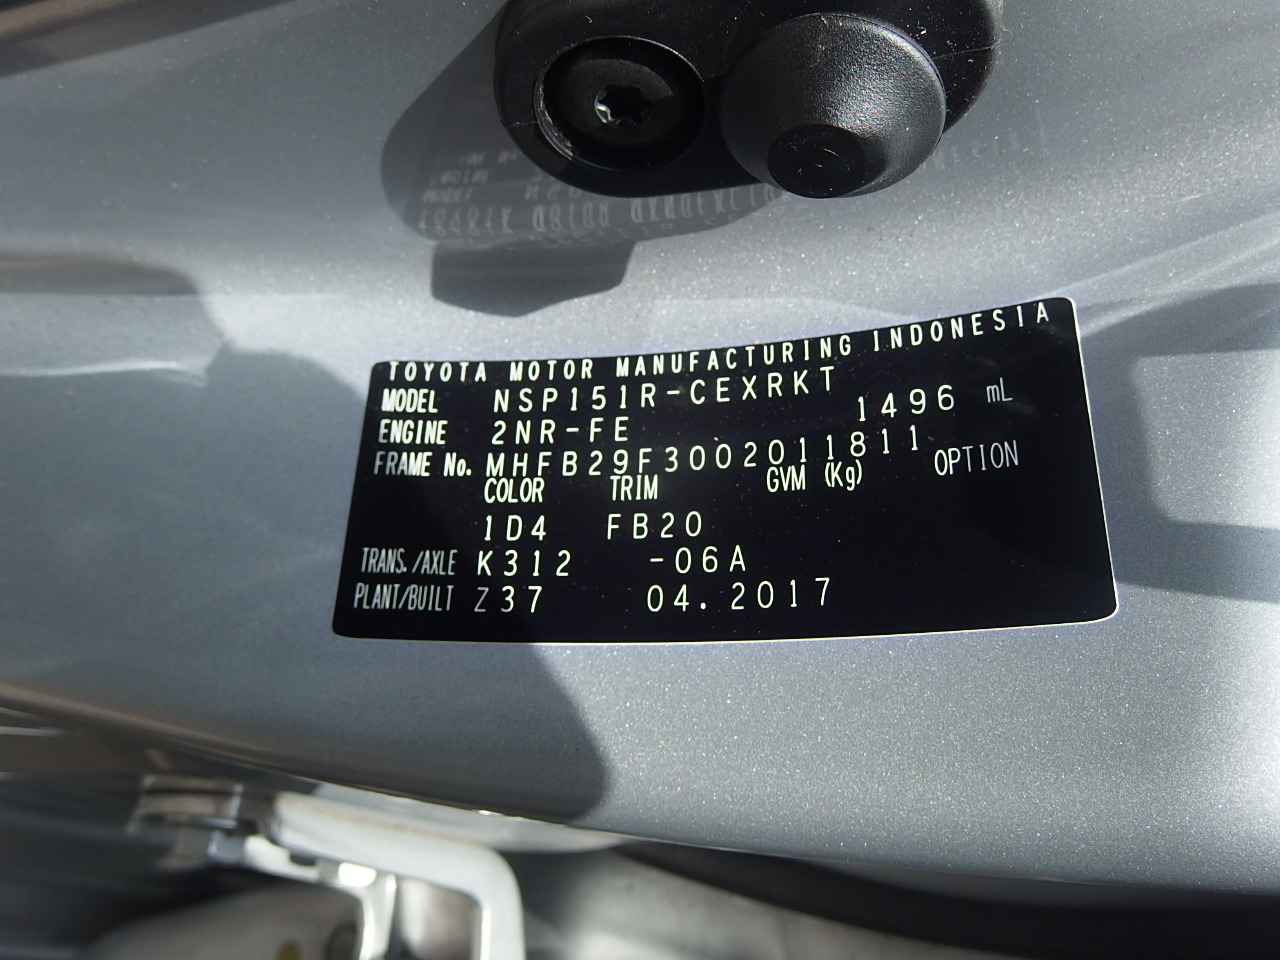 TOYOTA MOTOR MANUFACTURING INDONESIA
MODEL NSP151R-CEXRKT
ENGINE 2NR-FE 1496 mL
FRAME No. MHFB29F3002011811
COLOR TRIM GVM (Kg) OPTION
1D4 FB20
TRANS./AXLE K312 -06A
PLANT/BUILT Z37 04.2017